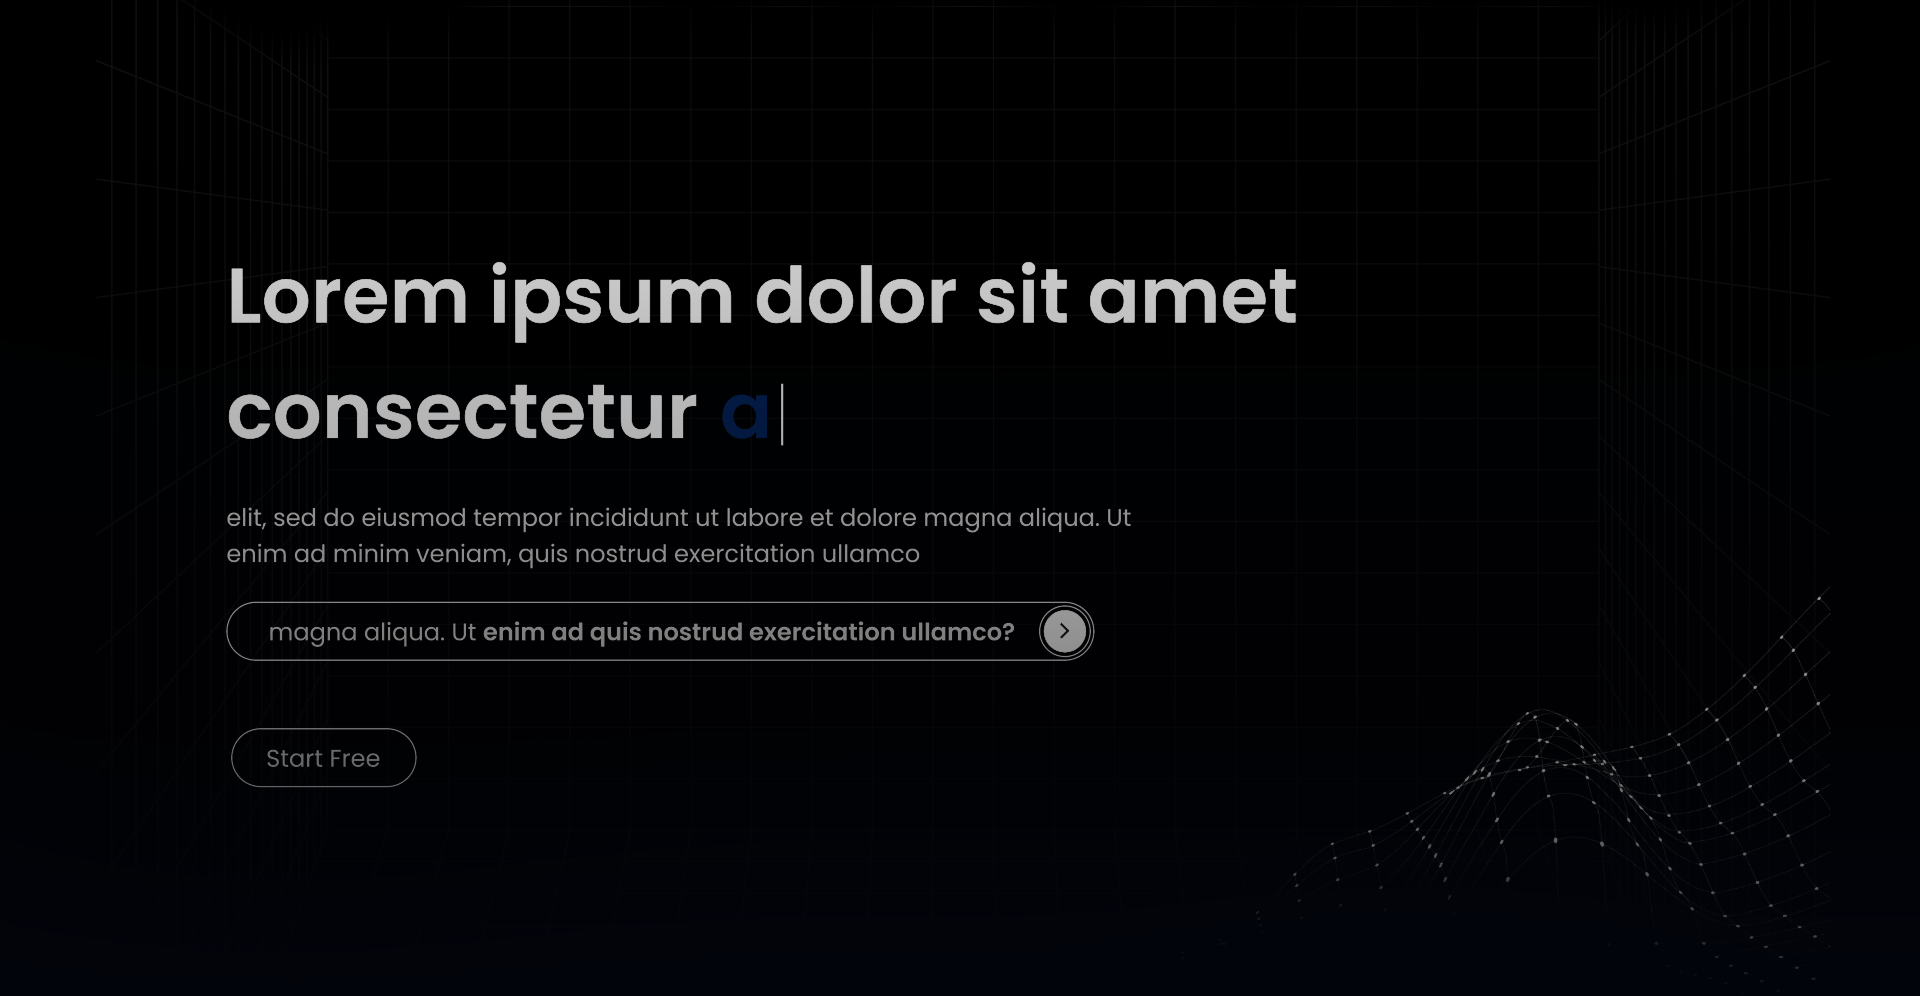 Lorem ipsum dolor sit amet
consectetur a
elit, sed do eiusmod tempor incididunt ut labore et dolore magna aliqua. Ut
enim ad minim veniam, quis nostrud exercitation ullamco
magna aliqua. Ut enim ad quis nostrud exercitation ullamco?
Start Free